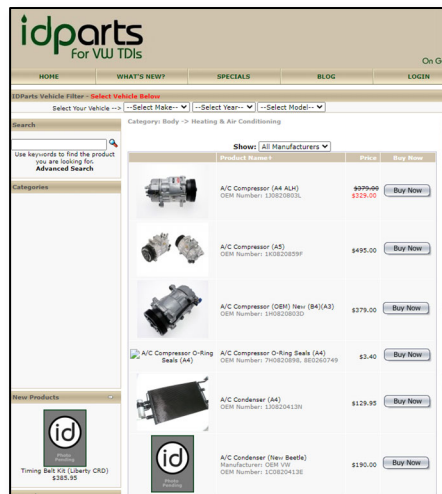 idparts
For VW TDIs
On G
HOME WHAT'S NEW? SPECIALS BLOG LOGIN
IDParts Vehicle Filter - Select Vehicle Below
Select Your Vehicle --> --Select Make-- --Select Year-- --Select Model--
Search
Use keywords to find the product
you are looking for.
Advanced Search
Categories
New Products
id
Photo
Pending
Timing Belt Kit (Liberty CRD)
$385.95
Category: Body -> Heating & Air Conditioning
Show: All Manufacturers
Product Name+ Price Buy Now
A/C Compressor (A4 ALH)
OEM Number: 1J0820803L
$379.00
$329.00
Buy Now
A/C Compressor (A5)
OEM Number: 1K0820859F
$495.00
Buy Now
A/C Compressor (OEM) New (B4)(A3)
OEM Number: 1H0820803D
$379.00
Buy Now
A/C Compressor O-Ring
Seals (A4)
A/C Compressor O-Ring Seals (A4)
OEM Number: 7H0820898, 8E0260749
$3.40
Buy Now
A/C Condenser (A4)
OEM Number: 1J0820413N
$129.95
Buy Now
id
Photo
Pending
A/C Condenser (New Beetle)
Manufacturer: OEM VW
OEM Number: 1C0820413E
$190.00
Buy Now